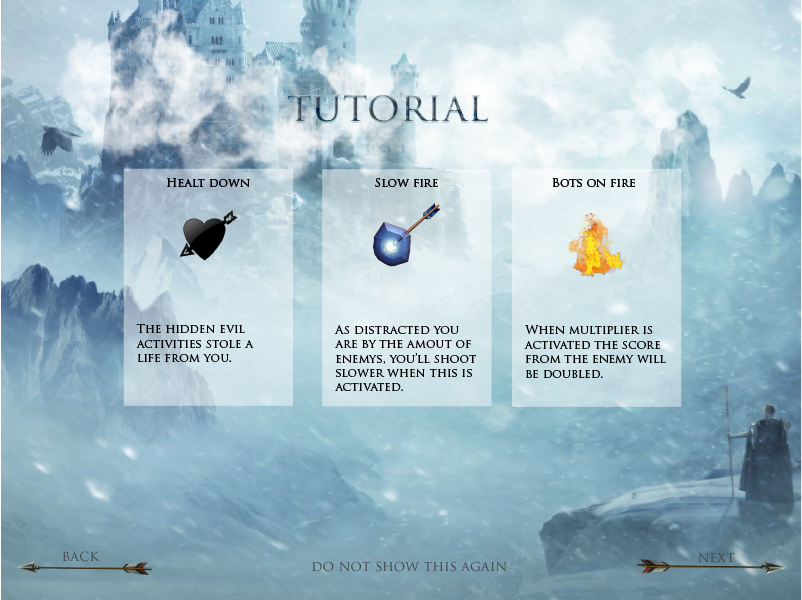 TUTORIAL
Healt down
The hidden evil
activities stole a
life from you.
Slow fire
As distracted you
are by the amout of
enemys, you'll shoot
slower when this is
activated.
Bots on fire
When multiplier is
activated the score
from the enemy will
be doubled.
BACK
DO NOT SHOW THIS AGAIN
NEXT